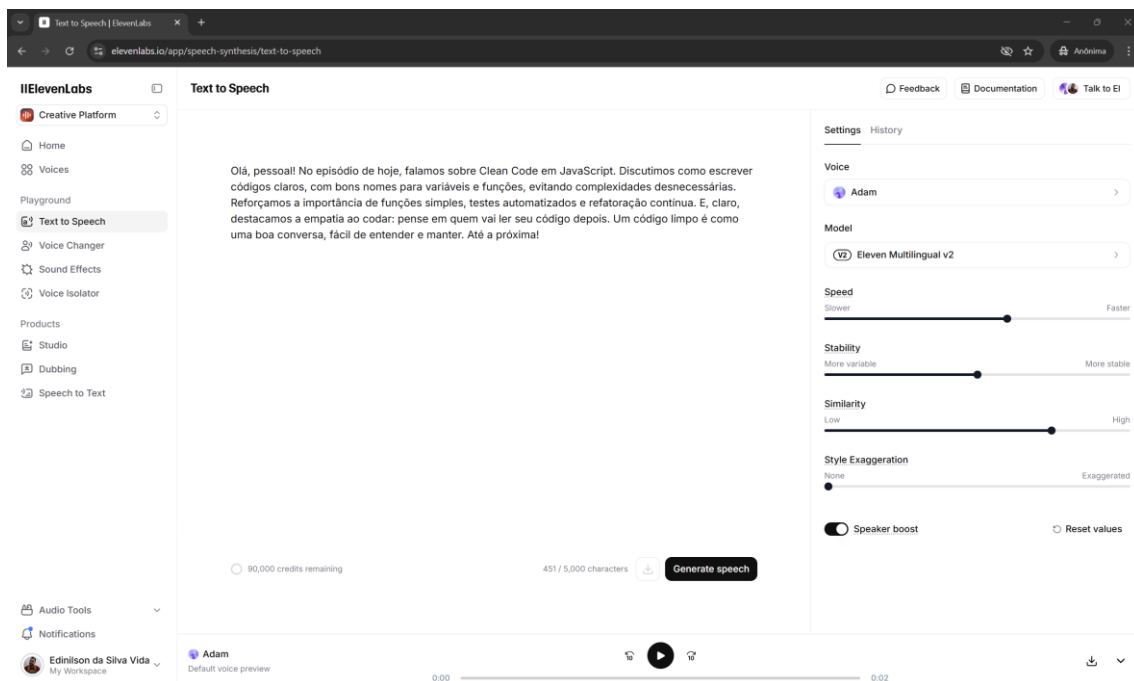 Text to Speech | ElevenLabs
elevenlabs.io/app/speech-synthesis/text-to-speech
Anônima
IIElevenLabs
Creative Platform
Home
Voices
Playground
Text to Speech
Voice Changer
Sound Effects
Voice Isolator
Products
Studio
Dubbing
Speech to Text
Audio Tools
Notifications
Edinilson da Silva Vida
My Workspace
Text to Speech
Feedback
Documentation
Talk to El
Olá, pessoal! No episódio de hoje, falamos sobre Clean Code em JavaScript. Discutimos como escrever
códigos claros, com bons nomes para variáveis e funções, evitando complexidades desnecessárias.
Reforçamos a importância de funções simples, testes automatizados e refatoração contínua. E, claro,
destacamos a empatia ao codar: pense em quem vai ler seu código depois. Um código limpo é como
uma boa conversa, fácil de entender e manter. Até a próxima!
90,000 credits remaining
451 / 5,000 characters
Generate speech
Settings
History
Voice
Adam
Model
V2 Eleven Multilingual v2
Speed
Slower Faster
Stability
More variable More stable
Similarity
Low High
Style Exaggeration
None Exaggerated
Speaker boost
Reset values
Adam
Default voice preview
10
10
0:00
0:02